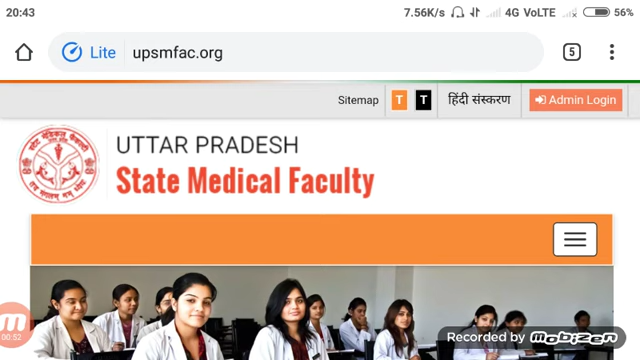 20:43 7.56K/s 4G VoLTE 56%
Lite upsmfac.org 5
Sitemap T T हिंदी संस्करण Admin Login
UTTAR PRADESH
State Medical Faculty
00:52
Recorded by mobizen